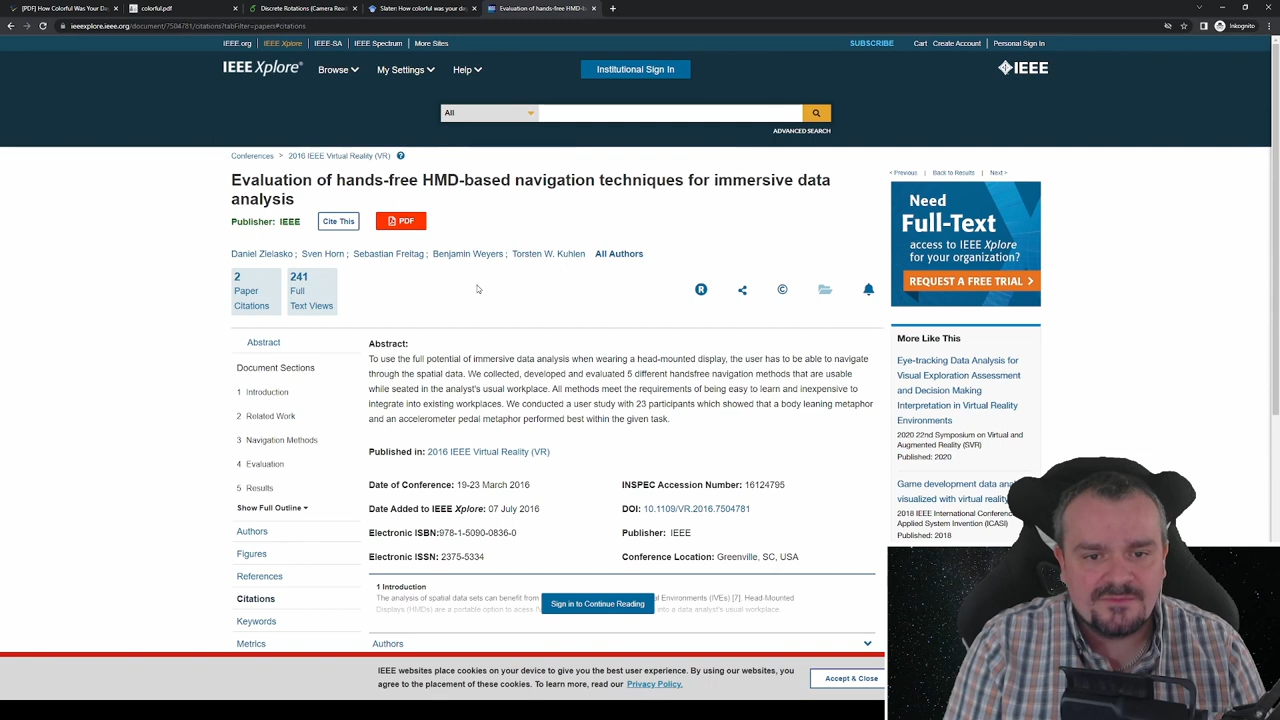 [PDF] How Colorful Was Your D
colorful.pdf
Discrete Rotations (Camera Rea
Slater: How colorful was your da
Evaluation of hands-free HMD-b
ieeexplore.ieee.org/document/7504781/citations?tabFilter=papers#citations
Inkognito
IEEE.org
IEEE Xplore
IEEE-SA
IEEE Spectrum
More Sites
SUBSCRIBE
Cart
Create Account
Personal Sign In
IEEE Xplore®
Browse
My Settings
Help
Institutional Sign In
IEEE
All
ADVANCED SEARCH
Conferences > 2016 IEEE Virtual Reality (VR)
Evaluation of hands-free HMD-based navigation techniques for immersive data
analysis
Publisher: IEEE
Cite This
PDF
Daniel Zielasko ; Sven Horn ; Sebastian Freitag ; Benjamin Weyers ; Torsten W. Kuhlen
All Authors
2
Paper
Citations
241
Full
Text Views
< Previous | Back to Results | Next >
Need
Full-Text
access to IEEE Xplore
for your organization?
REQUEST A FREE TRIAL >
Abstract
Document Sections
1 Introduction
2 Related Work
3 Navigation Methods
4 Evaluation
5 Results
Show Full Outline
Authors
Figures
References
Citations
Keywords
Metrics
Abstract:
To use the full potential of immersive data analysis when wearing a head-mounted display, the user has to be able to navigate
through the spatial data. We collected, developed and evaluated 5 different handsfree navigation methods that are usable
while seated in the analyst's usual workplace. All methods meet the requirements of being easy to learn and inexpensive to
integrate into existing workplaces. We conducted a user study with 23 participants which showed that a body leaning metaphor
and an accelerometer pedal metaphor performed best within the given task.
Published in: 2016 IEEE Virtual Reality (VR)
Date of Conference: 19-23 March 2016
INSPEC Accession Number: 16124795
Date Added to IEEE Xplore: 07 July 2016
DOI: 10.1109/VR.2016.7504781
Electronic ISBN:978-1-5090-0836-0
Publisher: IEEE
Electronic ISSN: 2375-5334
Conference Location: Greenville, SC, USA
1 Introduction
The analysis of spatial data sets can benefit from
al Environments (IVEs) [7]. Head-Mounted
Displays (HMDs) are a portable option to acess
into a data analyst's usual workplace.
Sign in to Continue Reading
Authors
More Like This
Eye-tracking Data Analysis for
Visual Exploration Assessment
and Decision Making
Interpretation in Virtual Reality
Environments
2020 22nd Symposium on Virtual and
Augmented Reality (SVR)
Published: 2020
Game development data ana
visualized with virtual reality
2018 IEEE International Conferenc
Applied System Invention (ICASI)
Published: 2018
IEEE websites place cookies on your device to give you the best user experience. By using our websites, you
agree to the placement of these cookies. To learn more, read our Privacy Policy.
Accept & Close